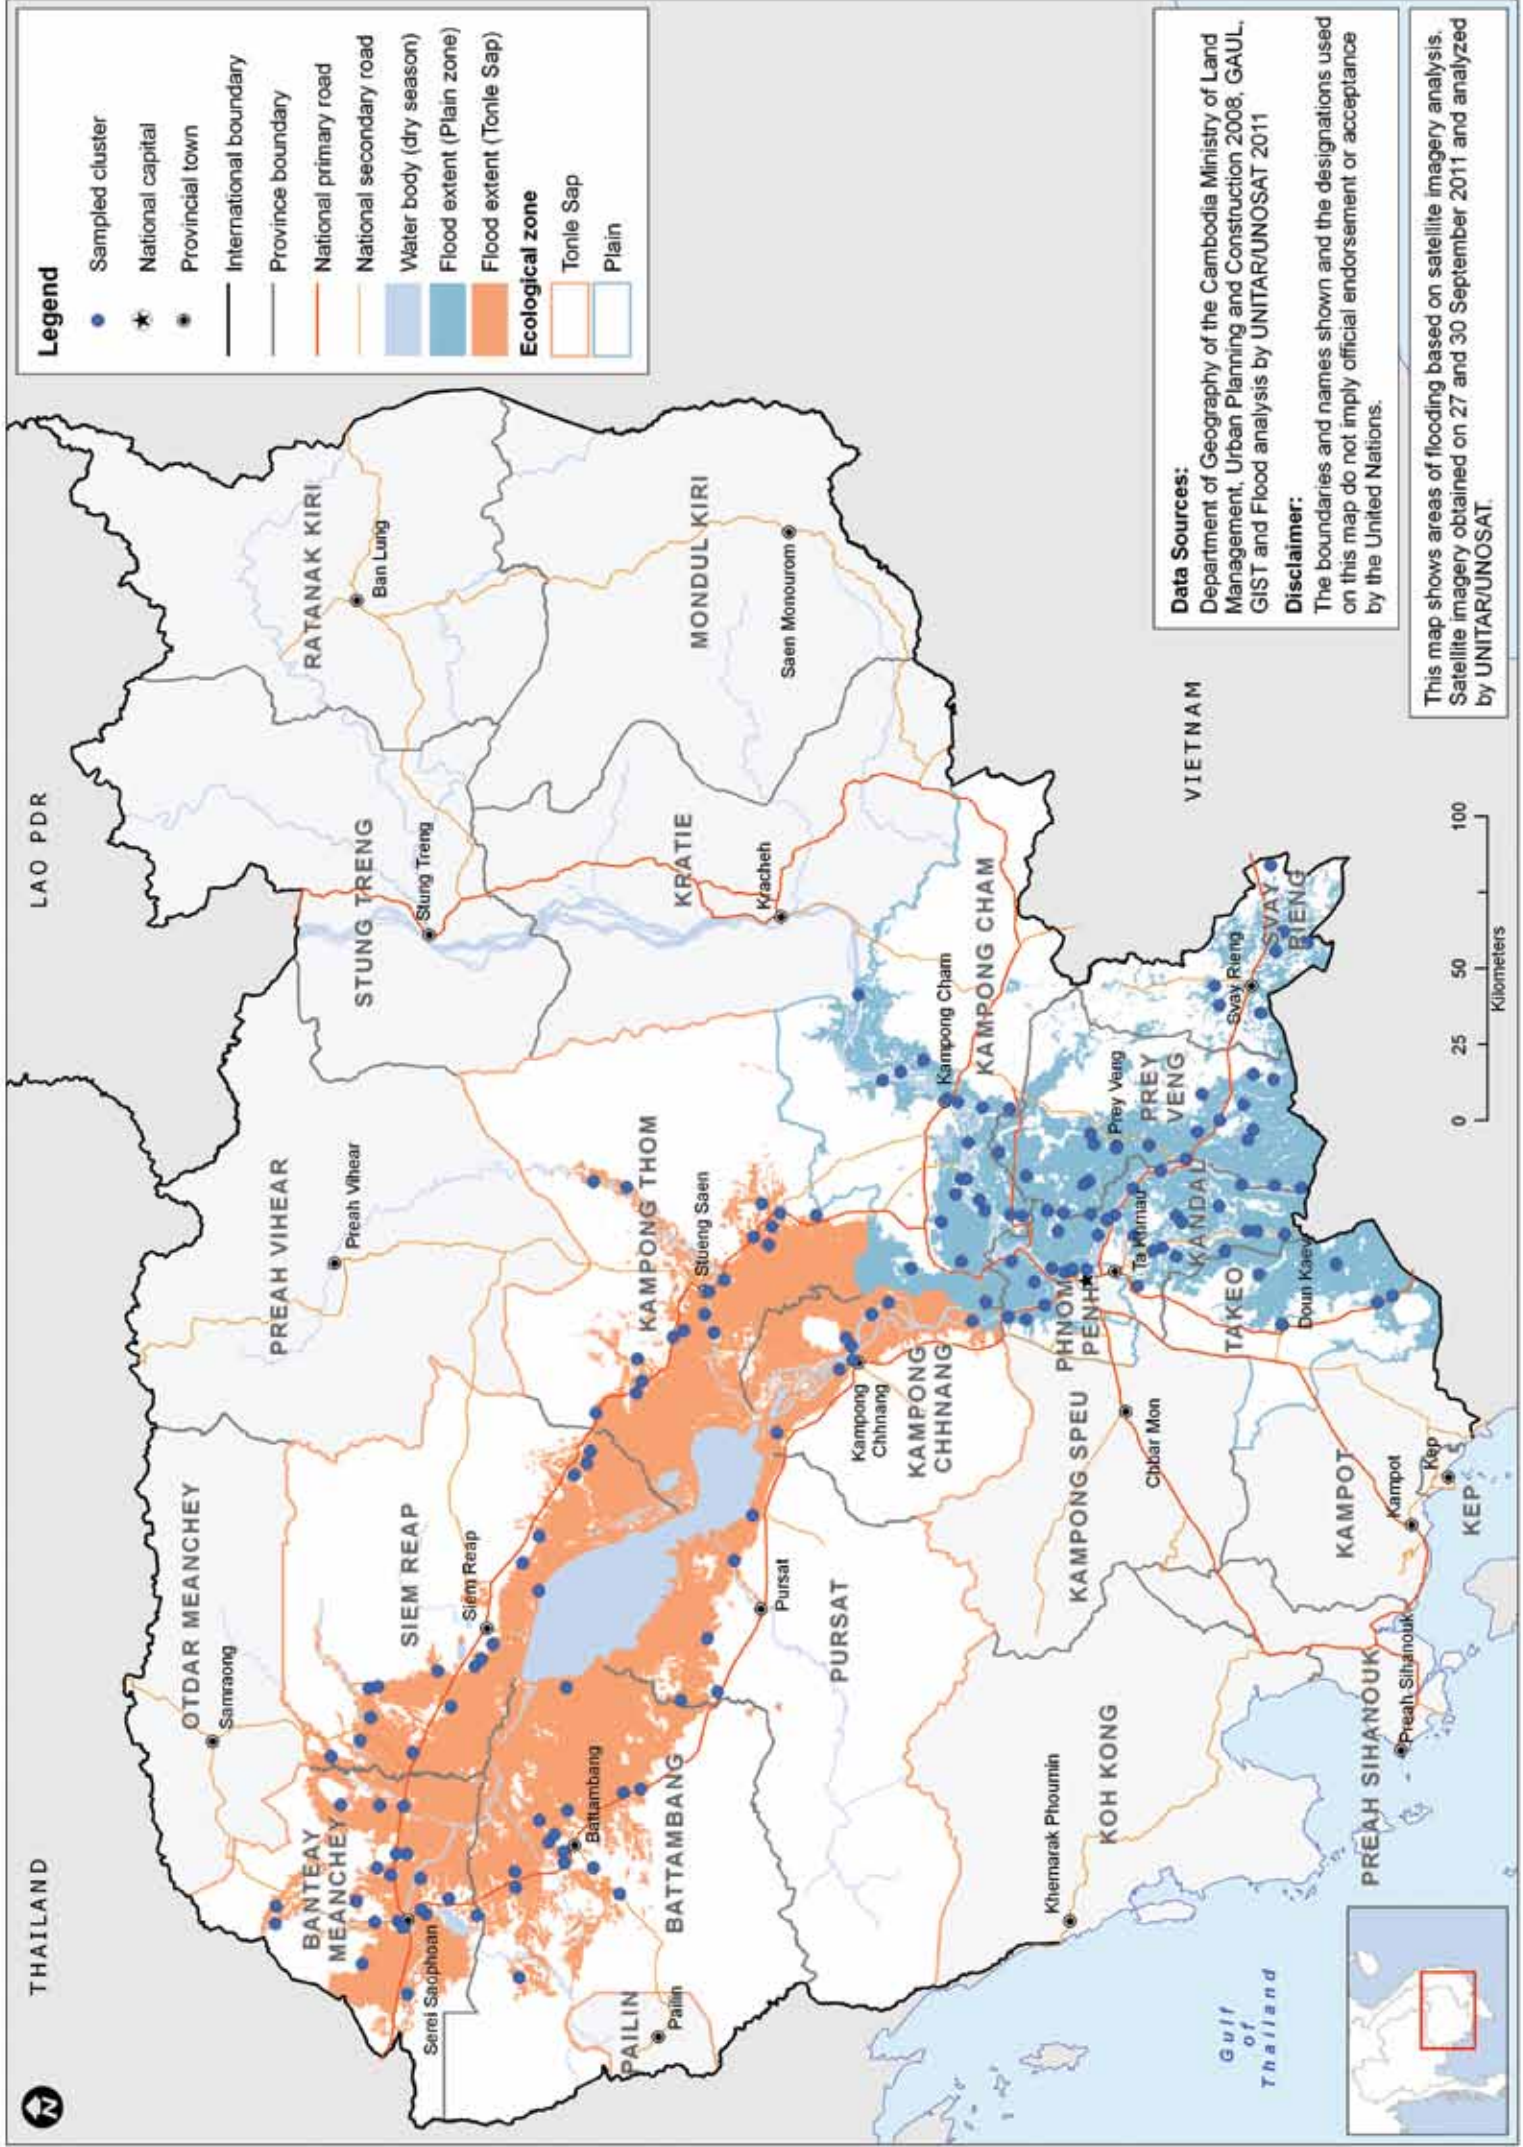 THAILAND
LAO PDR
VIETNAM
Gulf
of
Thailand
N
OTDAR MEANCHEY
Samraong
PREAH VIHEAR
Preah Vihear
STUNG TRENG
Stung Treng
RATANAK KIRI
Ban Lung
BANTEAY
MEANCHEY
Serei Saophoan
SIEM REAP
Siem Reap
KAMPONG THOM
Stueng Saen
KRATIE
Kracheh
MONDUL KIRI
Saen Monourom
BATTAMBANG
Battambang
PAILIN
Pailin
PURSAT
Pursat
KAMPONG
CHHNANG
Kampong
Chhnang
KAMPONG CHAM
Kampong Cham
KOH KONG
Khemarak Phoumin
KAMPONG SPEU
Chbar Mon
PHNOM
PENH
Ta Khmau
KANDAL
PREY
VENG
Prey Veng
SVAY
RIENG
Svay Rieng
TAKEO
Doun Kaev
KAMPOT
Kampot
KEP
Kep
PREAH SIHANOUK
Preah Sihanouk
0 25 50 100
Kilometers
Legend
Sampled cluster
National capital
Provincial town
International boundary
Province boundary
National primary road
National secondary road
Water body (dry season)
Flood extent (Plain zone)
Flood extent (Tonle Sap)
Ecological zone
Tonle Sap
Plain
Data Sources:
Department of Geography of the Cambodia Ministry of Land
Management, Urban Planning and Construction 2008, GAUL,
GIST and Flood analysis by UNITAR/UNOSAT 2011
Disclaimer:
The boundaries and names shown and the designations used
on this map do not imply official endorsement or acceptance
by the United Nations.
This map shows areas of flooding based on satellite imagery analysis.
Satellite imagery obtained on 27 and 30 September 2011 and analyzed
by UNITAR/UNOSAT.